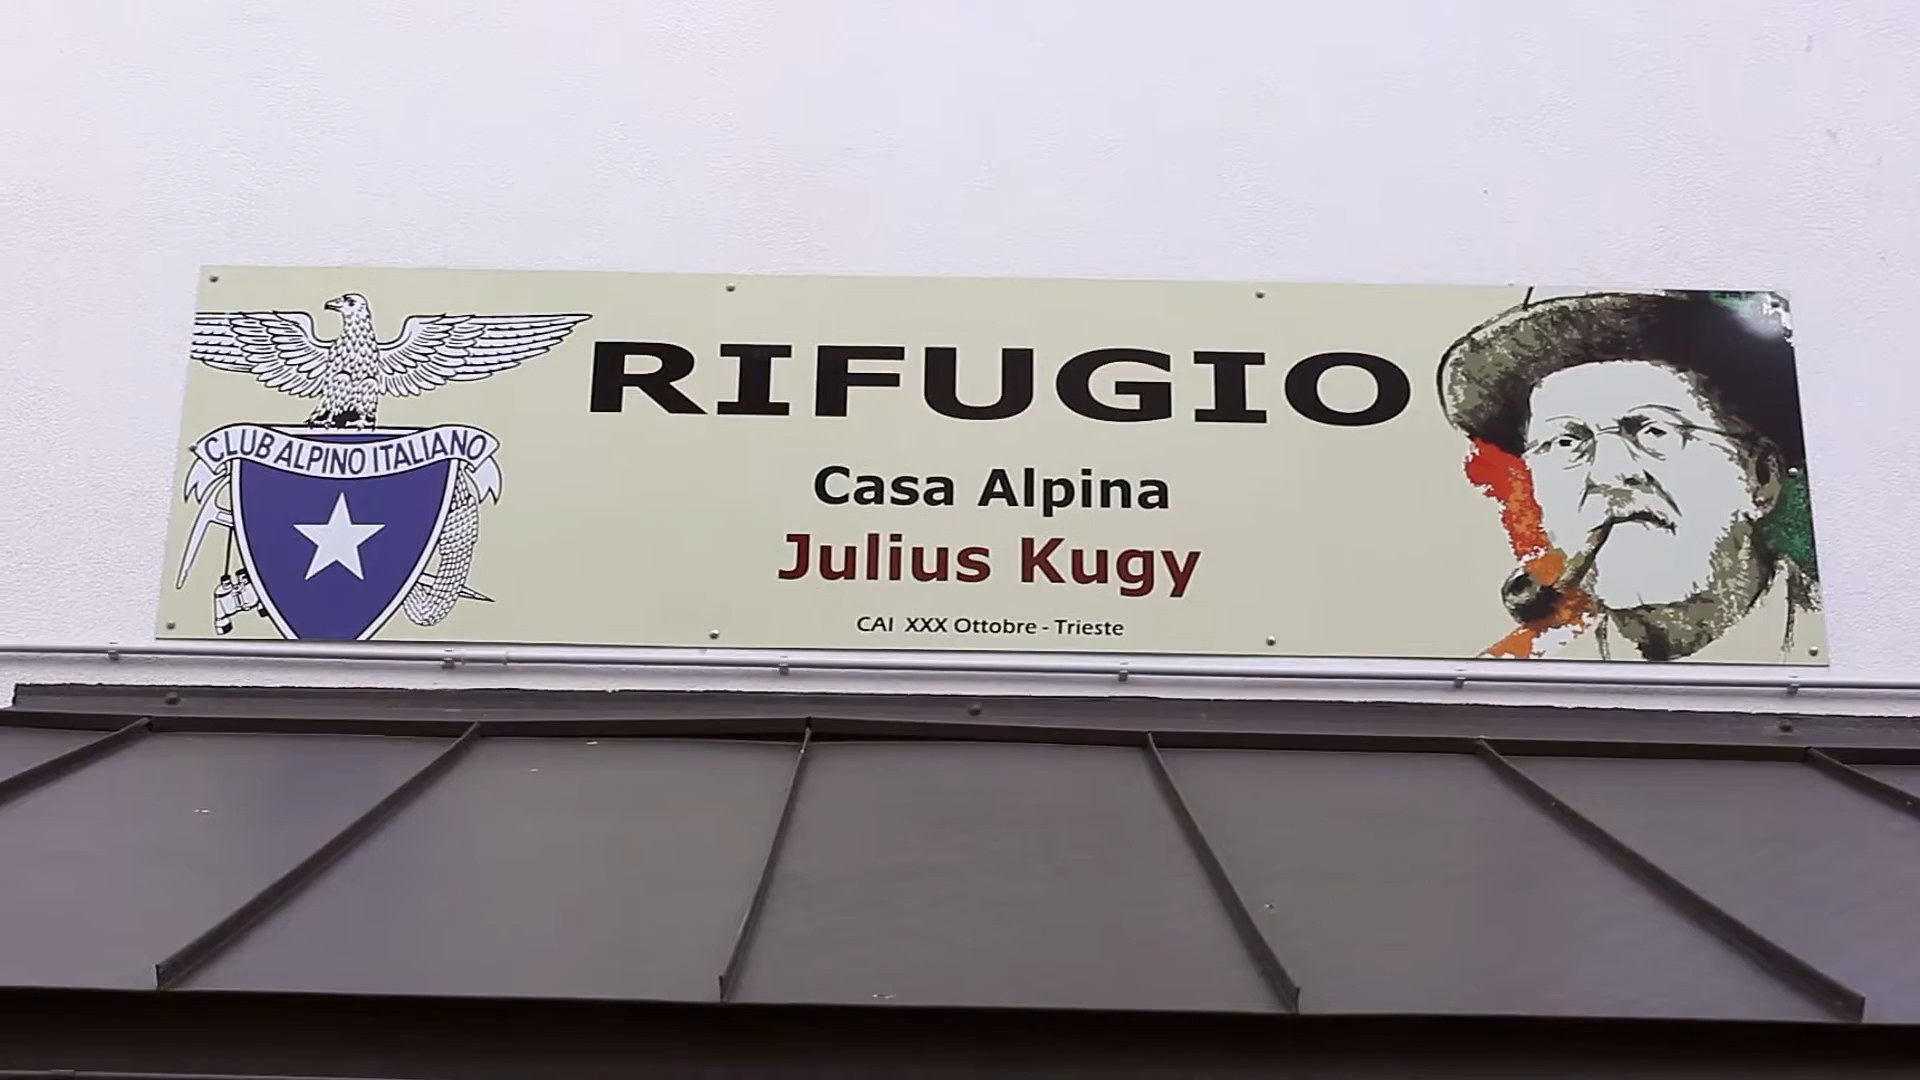 CLUB ALPINO ITALIANO
RIFUGIO
Casa Alpina
Julius Kugy
CAI XXX Ottobre - Trieste